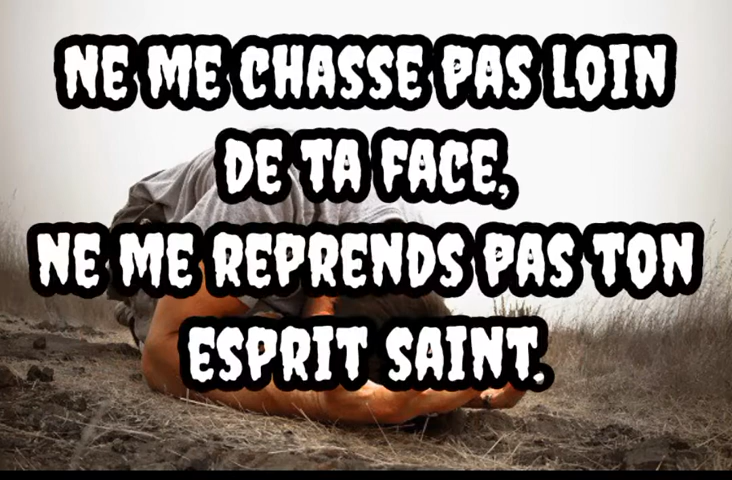 NE ME CHASSE PAS LOIN
DE TA FACE,
NE ME REPRENDS PAS TON
ESPRIT SAINT.